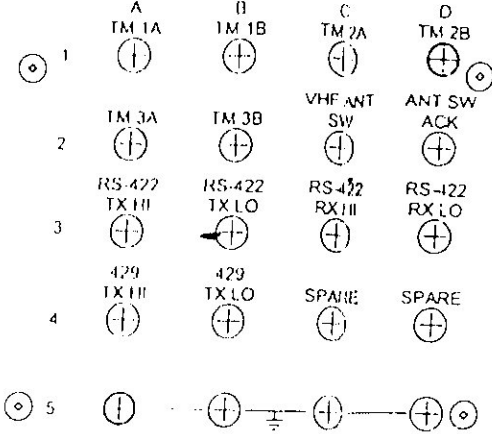 A B C D
TM 1A TM 1B TM 2A TM 2B
1
VHF ANT ANT SW
TM 3A TM 3B SW ACK
2
RS-422 RS-422 RS-422 RS-422
TX HI TX LO RX HI RX LO
3
429 429
TX HI TX LO SPARE SPARE
4
5